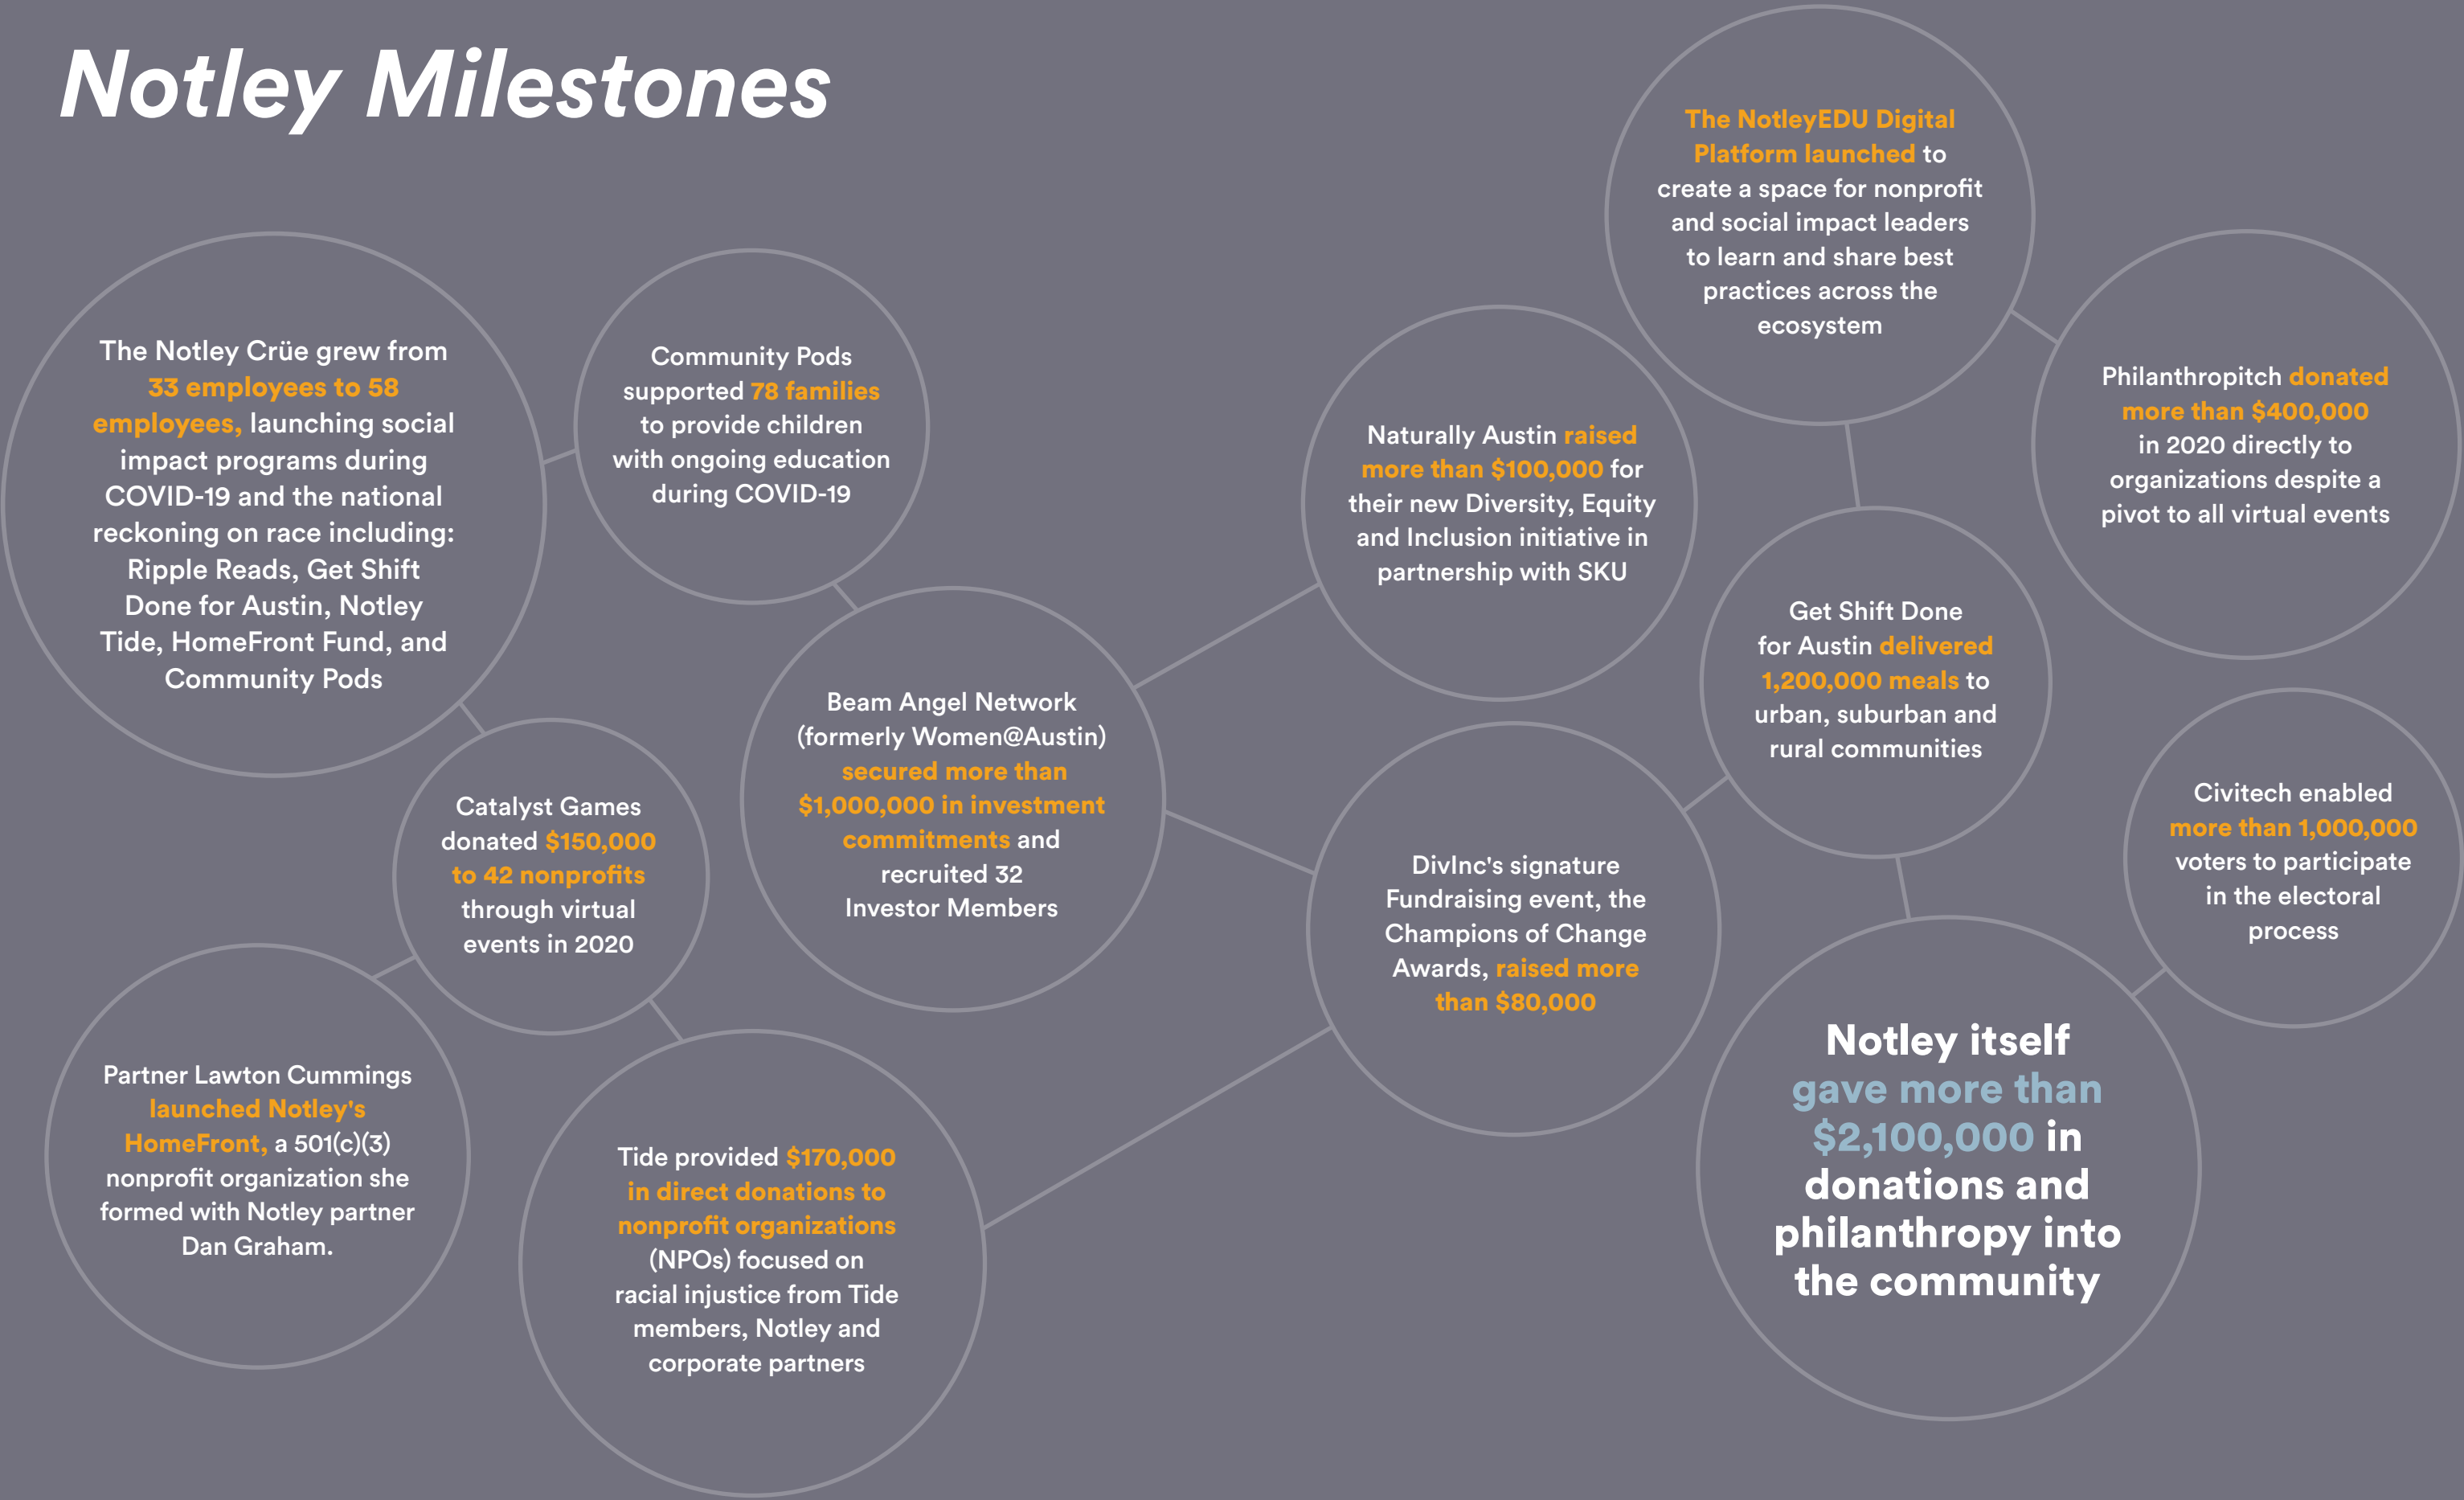 Notley Milestones
The Notley Crüe grew from
33 employees to 58
employees, launching social
impact programs during
COVID-19 and the national
reckoning on race including:
Ripple Reads, Get Shift
Done for Austin, Notley
Tide, HomeFront Fund, and
Community Pods
Community Pods
supported 78 families
to provide children
with ongoing education
during COVID-19
Catalyst Games
donated $150,000
to 42 nonprofits
through virtual
events in 2020
Partner Lawton Cummings
launched Notley's
HomeFront, a 501(c)(3)
nonprofit organization she
formed with Notley partner
Dan Graham.
Tide provided $170,000
in direct donations to
nonprofit organizations
(NPOs) focused on
racial injustice from Tide
members, Notley and
corporate partners
Beam Angel Network
(formerly Women@Austin)
secured more than
$1,000,000 in investment
commitments and
recruited 32
Investor Members
Naturally Austin raised
more than $100,000 for
their new Diversity, Equity
and Inclusion initiative in
partnership with SKU
DivInc's signature
Fundraising event, the
Champions of Change
Awards, raised more
than $80,000
The NotleyEDU Digital
Platform launched to
create a space for nonprofit
and social impact leaders
to learn and share best
practices across the
ecosystem
Philanthropitch donated
more than $400,000
in 2020 directly to
organizations despite a
pivot to all virtual events
Get Shift Done
for Austin delivered
1,200,000 meals to
urban, suburban and
rural communities
Civitech enabled
more than 1,000,000
voters to participate
in the electoral
process
Notley itself
gave more than
$2,100,000 in
donations and
philanthropy into
the community